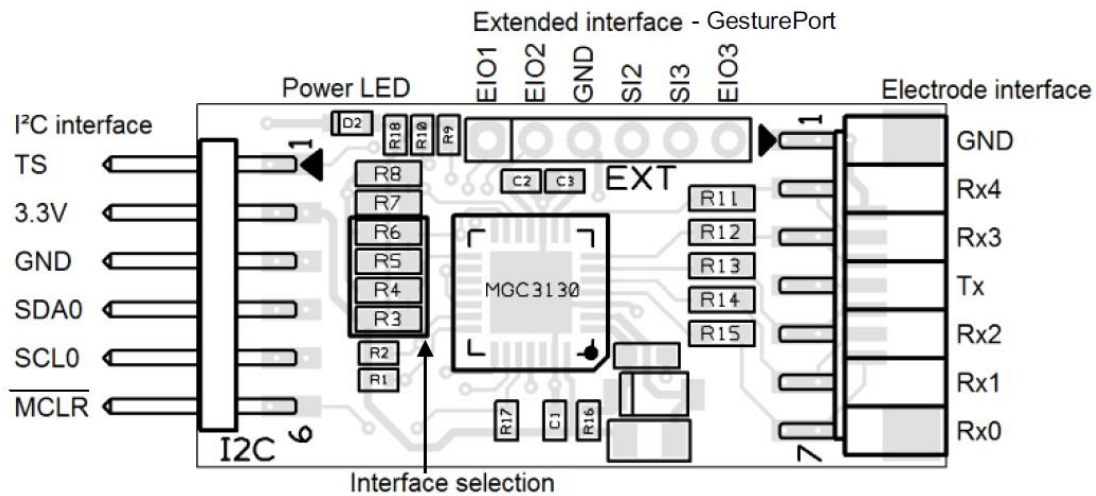 Extended interface - GesturePort
EIO1
EIO2
GND
SI2
SI3
EIO3
Power LED
Electrode interface
I²C interface
TS
3.3V
GND
SDA0
SCL0
MCLR
1
6
I2C
D2
R18
R10
R9
R8
R7
R6
R5
R4
R3
R2
R1
C2
C3
EXT
MGC3130
R11
R12
R13
R14
R15
R17
C1
R16
1
7
GND
Rx4
Rx3
Tx
Rx2
Rx1
Rx0
Interface selection